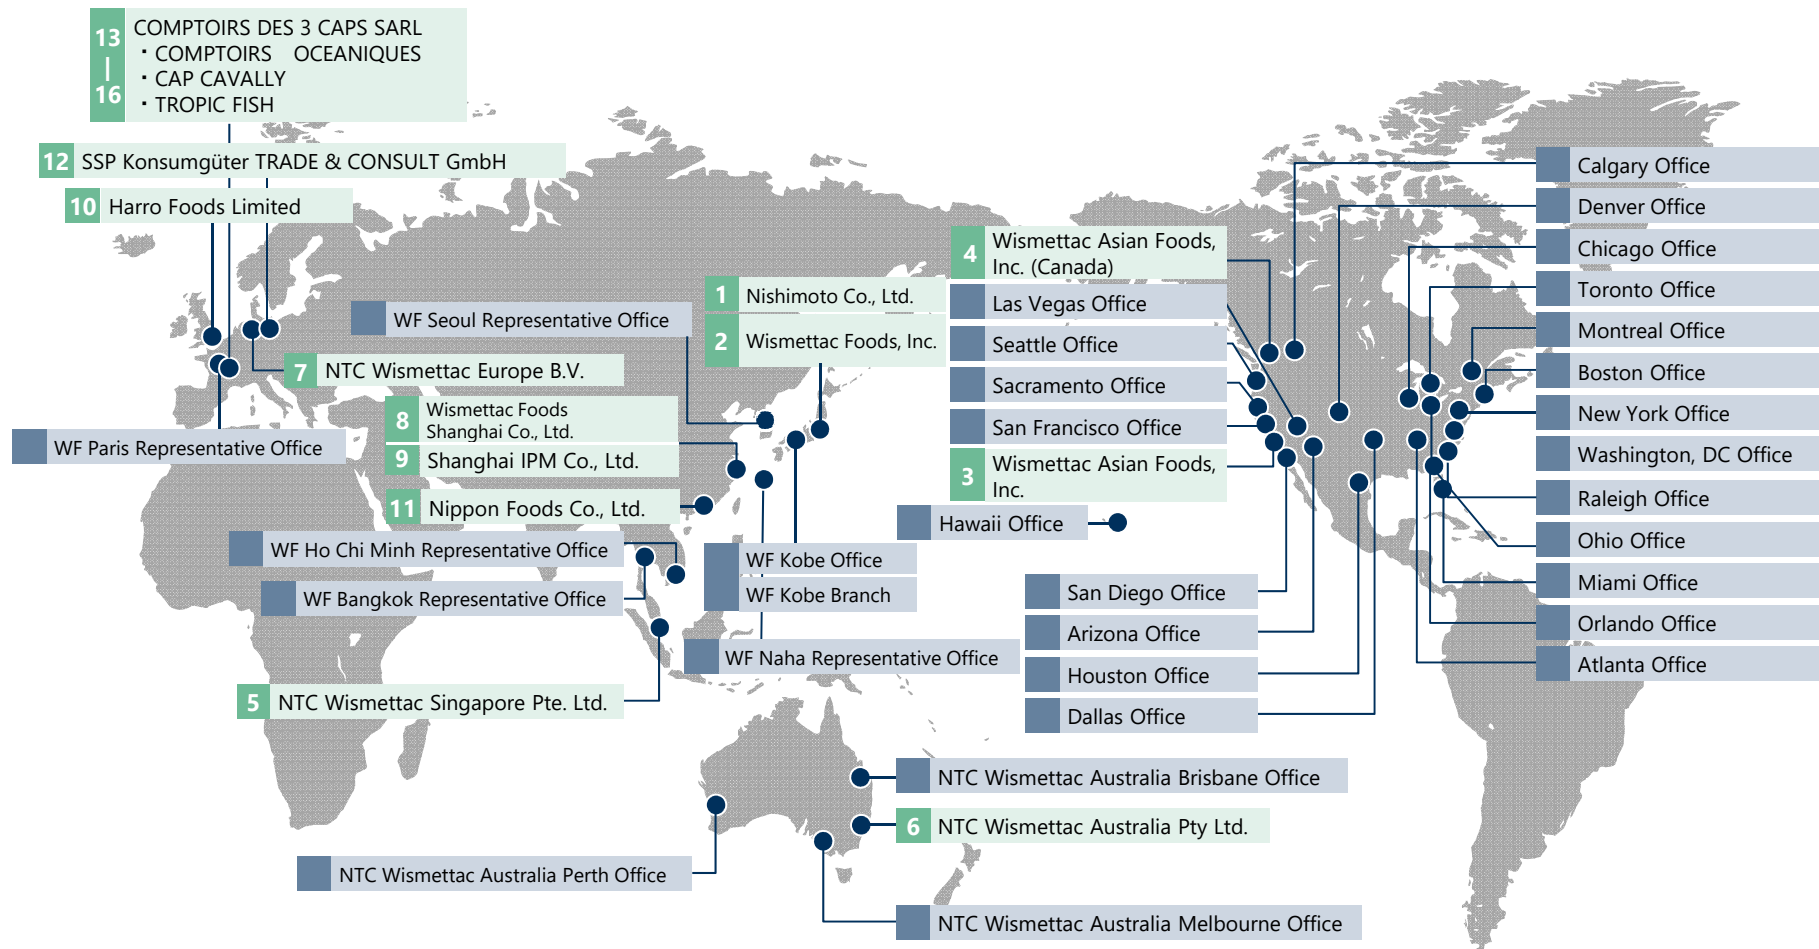 13
|
16
COMPTOIRS DES 3 CAPS SARL
・COMPTOIRS OCEANIQUES
・CAP CAVALLY
・TROPIC FISH
12 SSP Konsumgüter TRADE & CONSULT GmbH
10 Harro Foods Limited
WF Seoul Representative Office
1 Nishimoto Co., Ltd.
2 Wismettac Foods, Inc.
7 NTC Wismettac Europe B.V.
8 Wismettac Foods
Shanghai Co., Ltd.
9 Shanghai IPM Co., Ltd.
11 Nippon Foods Co., Ltd.
WF Paris Representative Office
WF Ho Chi Minh Representative Office
WF Bangkok Representative Office
WF Kobe Office
WF Kobe Branch
WF Naha Representative Office
5 NTC Wismettac Singapore Pte. Ltd.
4 Wismettac Asian Foods,
Inc. (Canada)
Las Vegas Office
Seattle Office
Sacramento Office
San Francisco Office
3 Wismettac Asian Foods,
Inc.
Hawaii Office
San Diego Office
Arizona Office
Houston Office
Dallas Office
NTC Wismettac Australia Brisbane Office
6 NTC Wismettac Australia Pty Ltd.
NTC Wismettac Australia Perth Office
NTC Wismettac Australia Melbourne Office
Calgary Office
Denver Office
Chicago Office
Toronto Office
Montreal Office
Boston Office
New York Office
Washington, DC Office
Raleigh Office
Ohio Office
Miami Office
Orlando Office
Atlanta Office